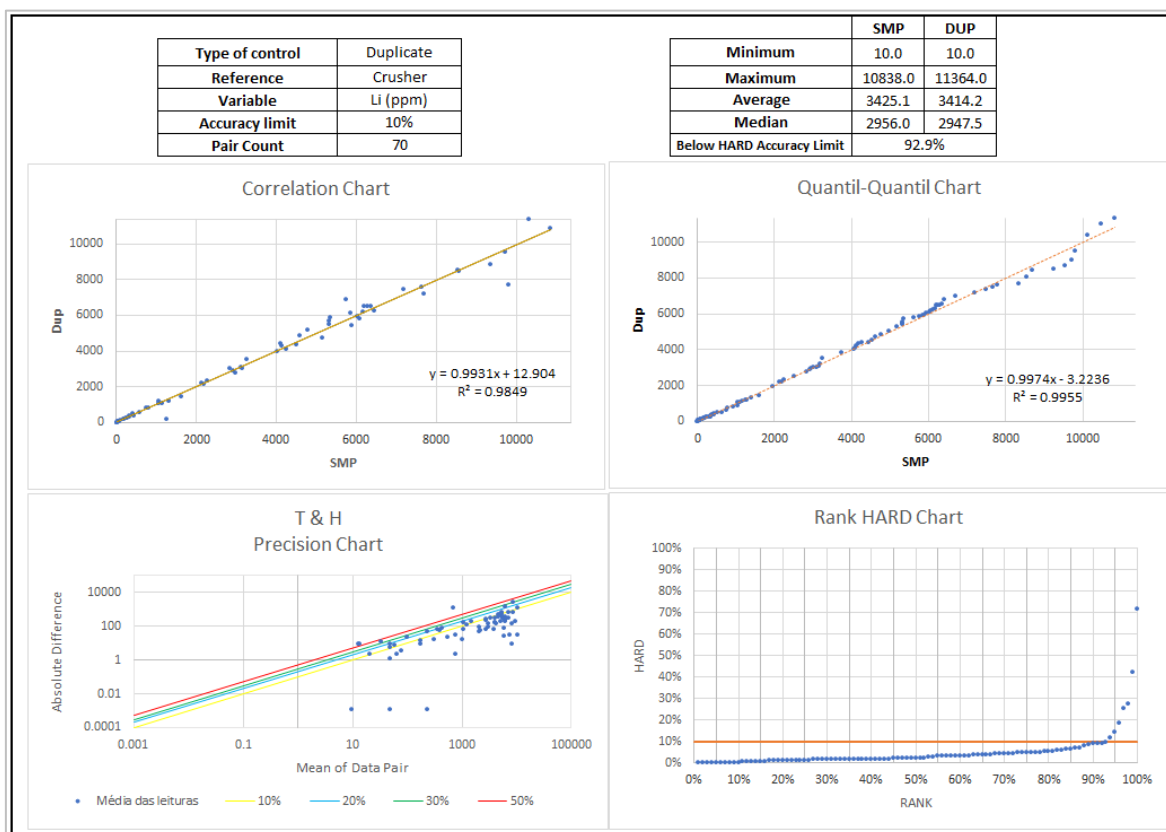 Type of control Duplicate
Reference Crusher
Variable Li (ppm)
Accuracy limit 10%
Pair Count 70
SMP DUP
Minimum 10.0 10.0
Maximum 10838.0 11364.0
Average 3425.1 3414.2
Median 2956.0 2947.5
Below HARD Accuracy Limit 92.9%
Correlation Chart
Dup
10000
8000
6000
4000
2000
0
y = 0.9931x + 12.904
R² = 0.9849
0 2000 4000 6000 8000 10000
SMP
Quantil-Quantil Chart
Dup
10000
8000
6000
4000
2000
0
y = 0.9974x - 3.2236
R² = 0.9955
0 2000 4000 6000 8000 10000
SMP
T & H
Precision Chart
Absolute Difference
10000
100
1
0.01
0.0001
0.001 0.1 10 1000 100000
Mean of Data Pair
Média das leituras 10% 20% 30% 50%
Rank HARD Chart
HARD
100%
90%
80%
70%
60%
50%
40%
30%
20%
10%
0%
0% 10% 20% 30% 40% 50% 60% 70% 80% 90% 100%
RANK